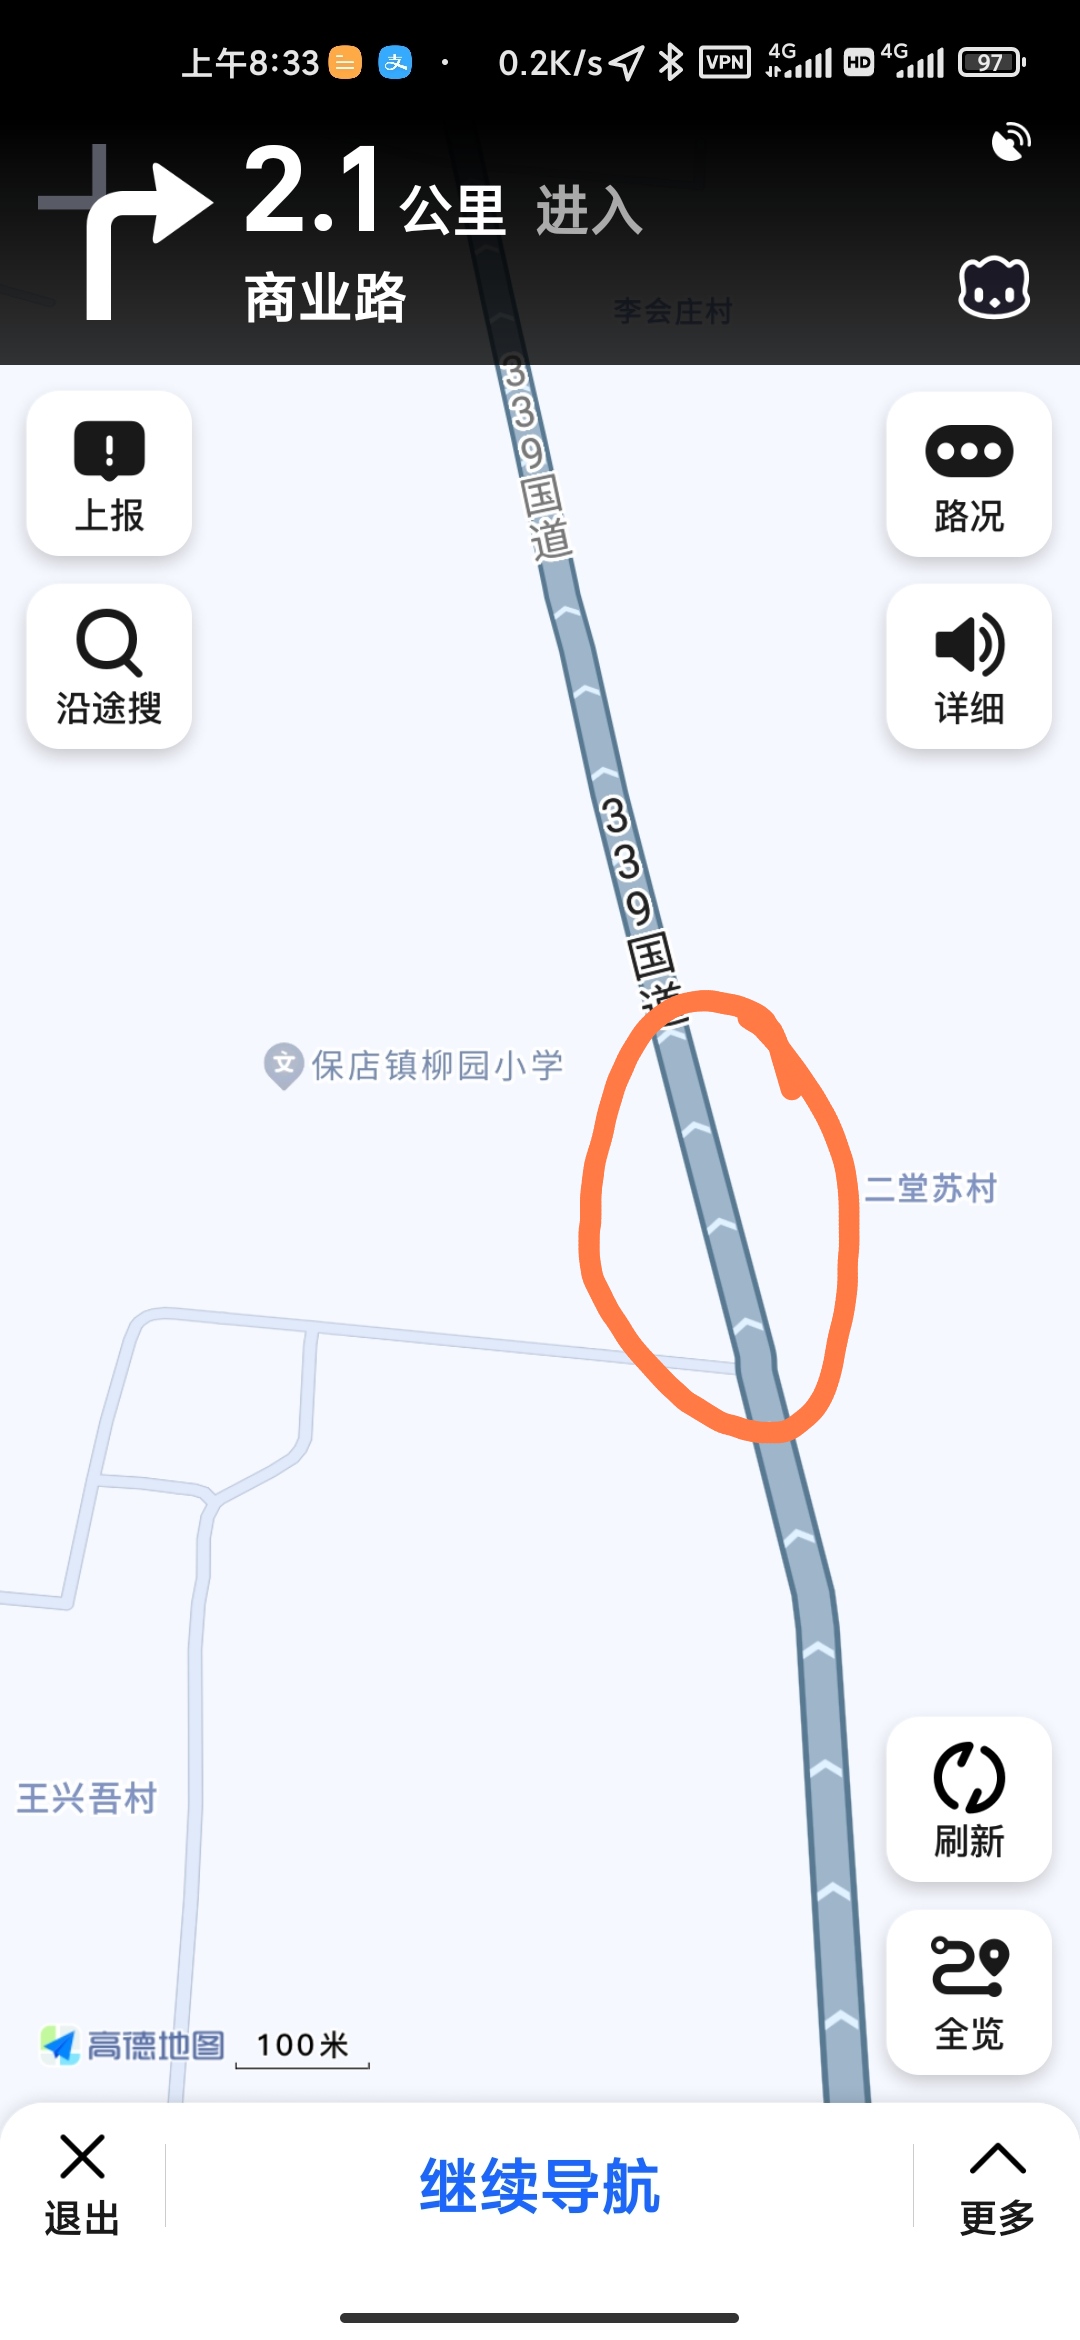 上午8:33 支 · 0.2K/s VPN 4G HD 4G 97
2.1 公里 进入
商业路
李会庄村
339国道
上报
路况
沿途搜
详细
339国道
文 保店镇柳园小学
二堂苏村
王兴吾村
刷新
全览
高德地图 100米
退出
继续导航
更多